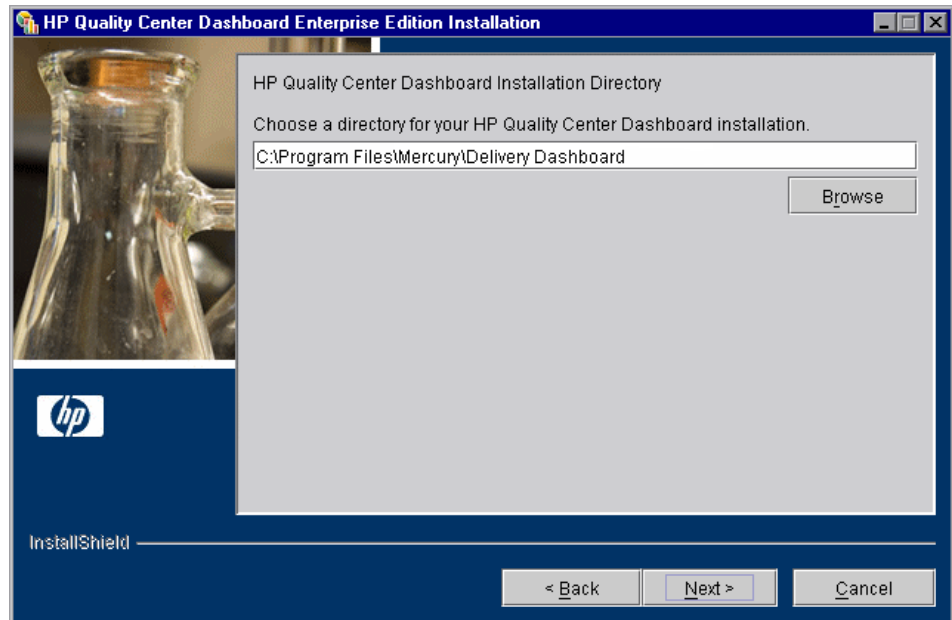 HP Quality Center Dashboard Enterprise Edition Installation
HP Quality Center Dashboard Installation Directory
Choose a directory for your HP Quality Center Dashboard installation.
C:\Program Files\Mercury\Delivery Dashboard
Browse
hp
InstallShield
< Back
Next >
Cancel